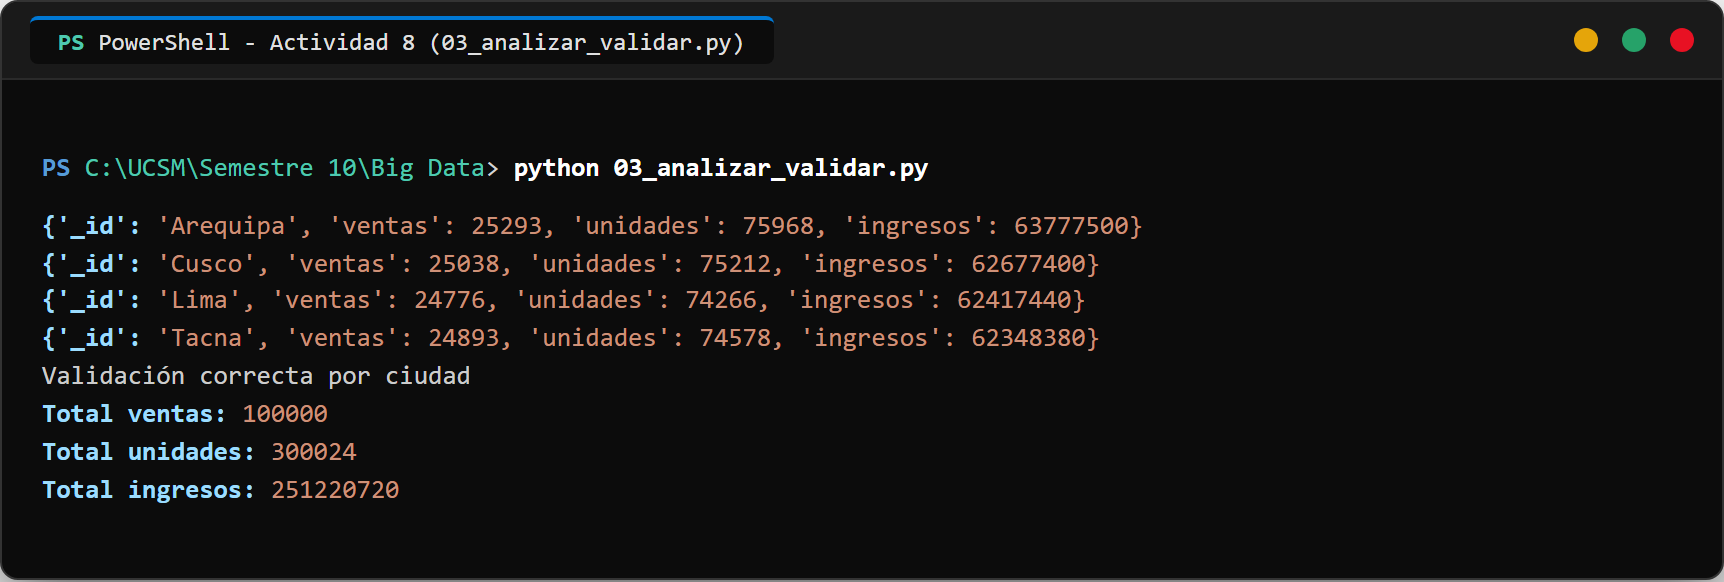 PS PowerShell - Actividad 8 (03_analizar_validar.py)
PS C:\UCSM\Semestre 10\Big Data> python 03_analizar_validar.py
{'_id': 'Arequipa', 'ventas': 25293, 'unidades': 75968, 'ingresos': 63777500}
{'_id': 'Cusco', 'ventas': 25038, 'unidades': 75212, 'ingresos': 62677400}
{'_id': 'Lima', 'ventas': 24776, 'unidades': 74266, 'ingresos': 62417440}
{'_id': 'Tacna', 'ventas': 24893, 'unidades': 74578, 'ingresos': 62348380}
Validación correcta por ciudad
Total ventas: 100000
Total unidades: 300024
Total ingresos: 251220720